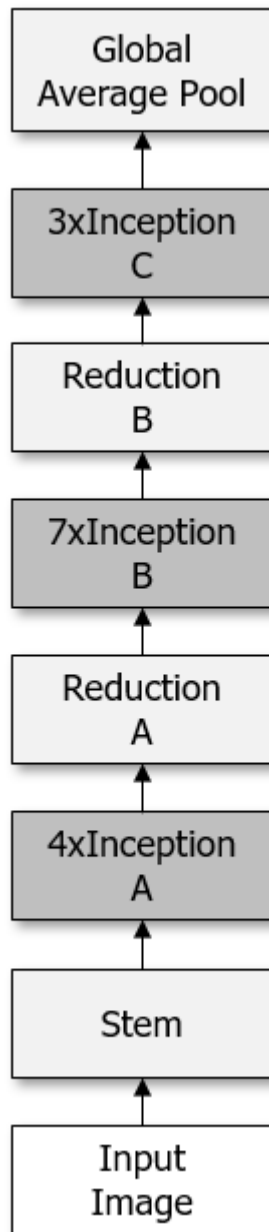 Global
Average Pool
3xInception
C
Reduction
B
7xInception
B
Reduction
A
4xInception
A
Stem
Input
Image